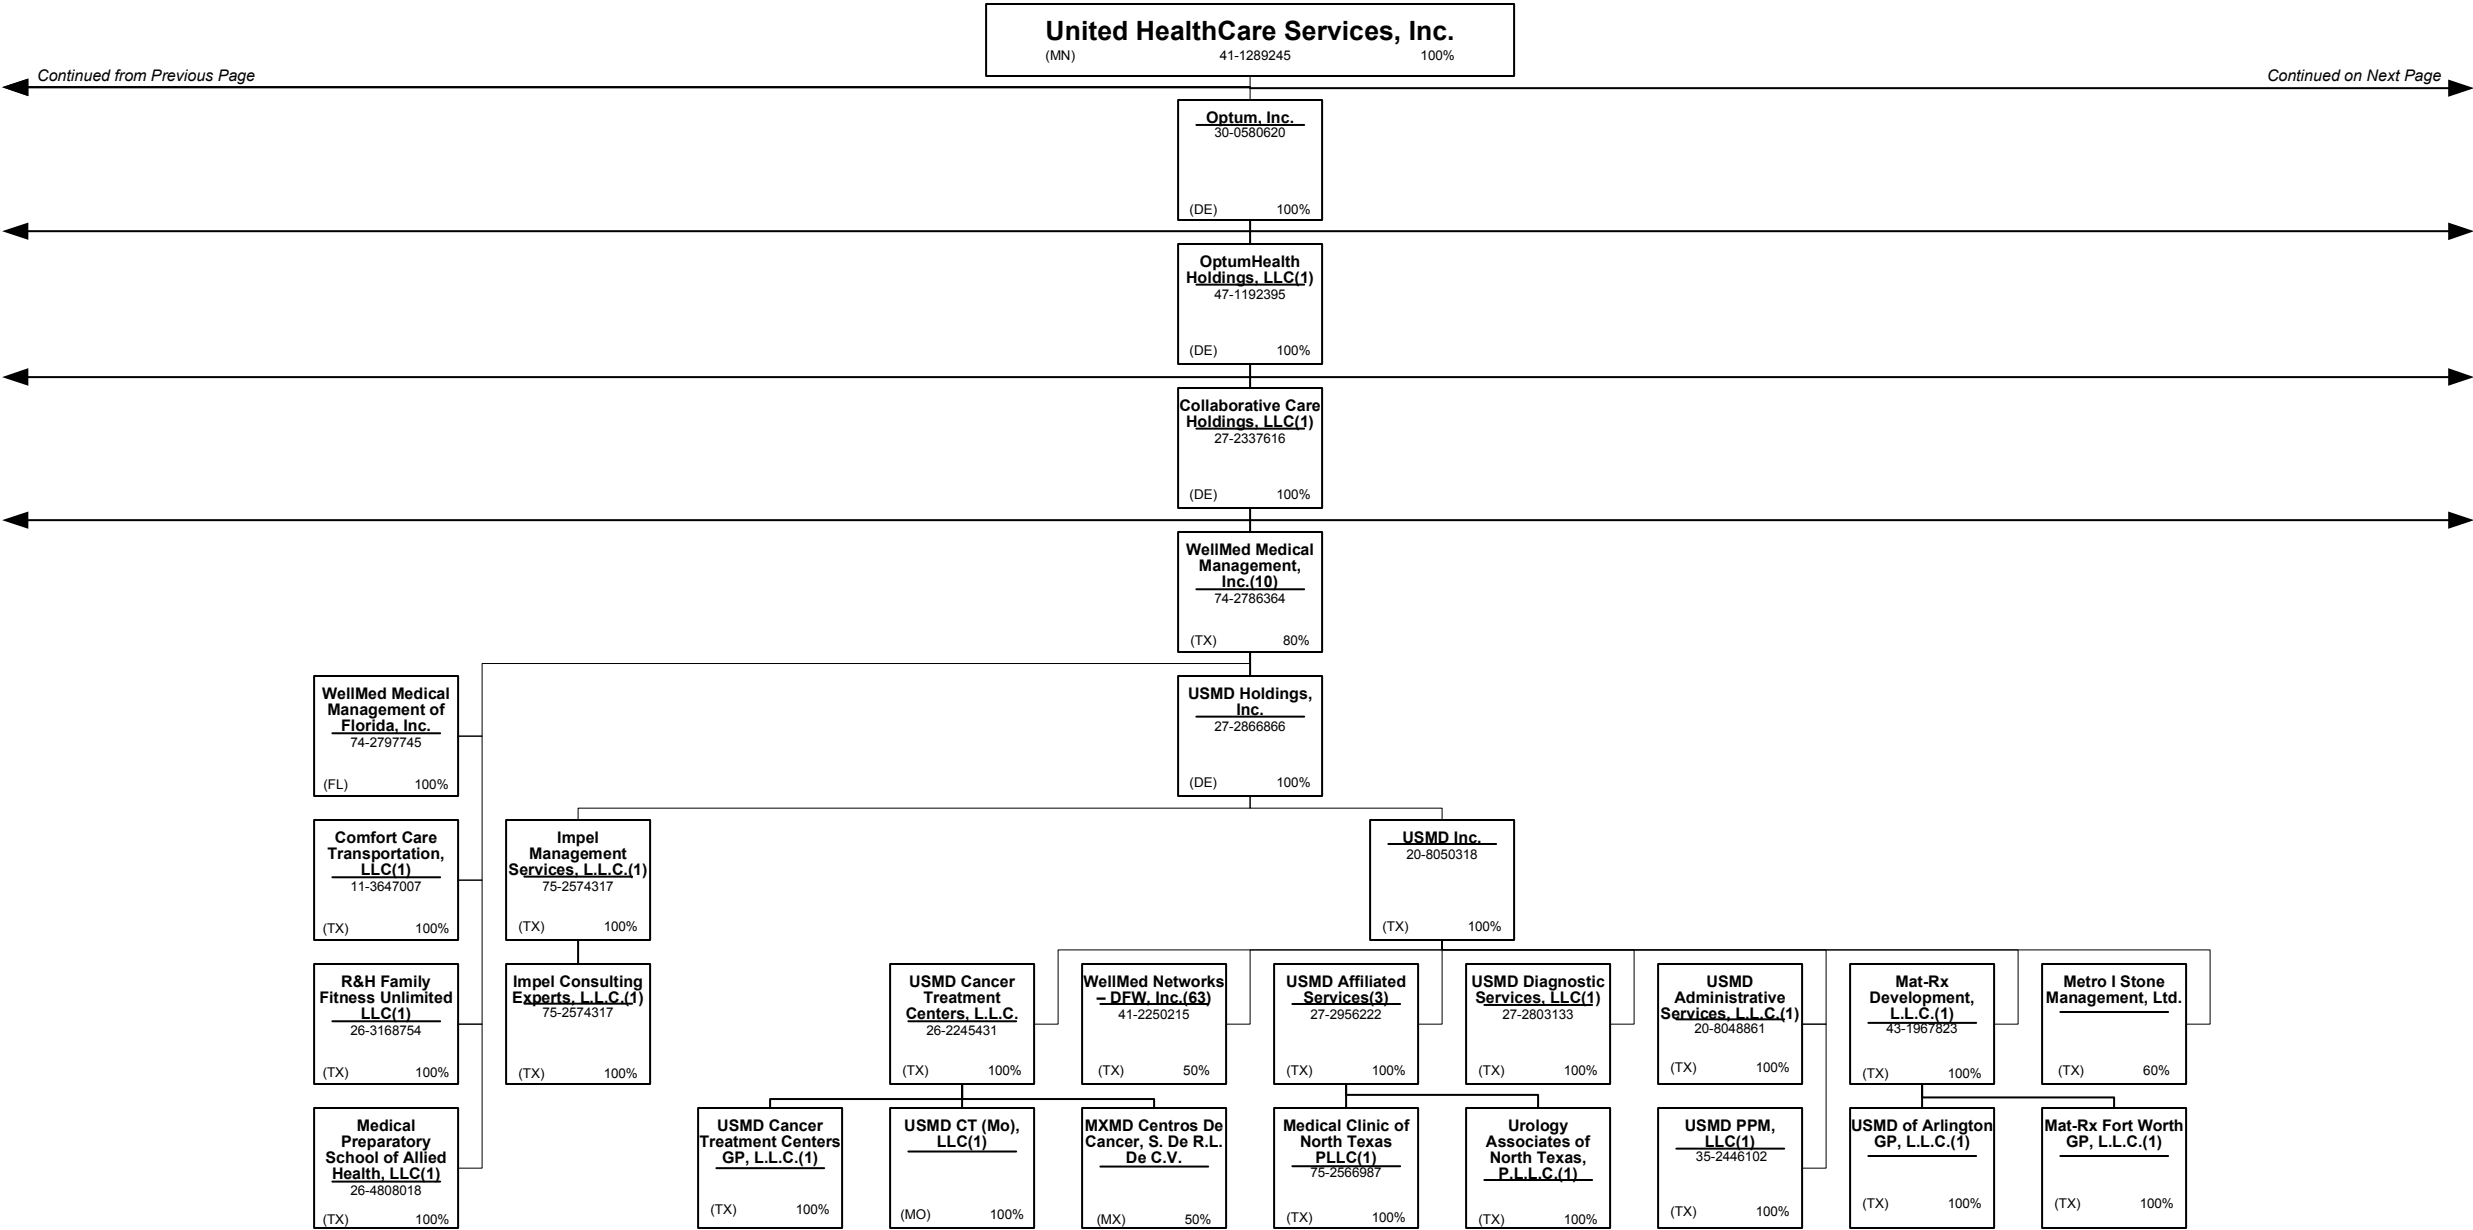 United HealthCare Services, Inc.
(MN) 41-1289245 100%
Continued from Previous Page
Continued on Next Page
Optum, Inc.
30-0580620
(DE) 100%
OptumHealth
Holdings, LLC(1)
47-1192395
(DE) 100%
Collaborative Care
Holdings, LLC(1)
27-2337616
(DE) 100%
WellMed Medical
Management,
Inc.(10)
74-2786364
(TX) 80%
WellMed Medical
Management of
Florida, Inc.
74-2797745
(FL) 100%
USMD Holdings,
Inc.
27-2866866
(DE) 100%
Comfort Care
Transportation,
LLC(1)
11-3647007
(TX) 100%
Impel
Management
Services, L.L.C.(1)
75-2574317
(TX) 100%
USMD Inc.
20-8050318
(TX) 100%
R&H Family
Fitness Unlimited
LLC(1)
26-3168754
(TX) 100%
Impel Consulting
Experts, L.L.C.(1)
75-2574317
(TX) 100%
USMD Cancer
Treatment
Centers, L.L.C.
26-2245431
(TX) 100%
WellMed Networks
– DFW, Inc.(63)
41-2250215
(TX) 50%
USMD Affiliated
Services(3)
27-2956222
(TX) 100%
USMD Diagnostic
Services, LLC(1)
27-2803133
(TX) 100%
USMD
Administrative
Services, L.L.C.(1)
20-8048861
(TX) 100%
Mat-Rx
Development,
L.L.C.(1)
43-1967823
(TX) 100%
Metro I Stone
Management, Ltd.
(TX) 60%
Medical
Preparatory
School of Allied
Health, LLC(1)
26-4808018
(TX) 100%
USMD Cancer
Treatment Centers
GP, L.L.C.(1)
(TX) 100%
USMD CT (Mo),
LLC(1)
(MO) 100%
MXMD Centros De
Cancer, S. De R.L.
De C.V.
(MX) 50%
Medical Clinic of
North Texas
PLLC(1)
75-2566987
(TX) 100%
Urology
Associates of
North Texas,
P.L.L.C.(1)
(TX) 100%
USMD PPM,
LLC(1)
35-2446102
(TX) 100%
USMD of Arlington
GP, L.L.C.(1)
(TX) 100%
Mat-Rx Fort Worth
GP, L.L.C.(1)
(TX) 100%